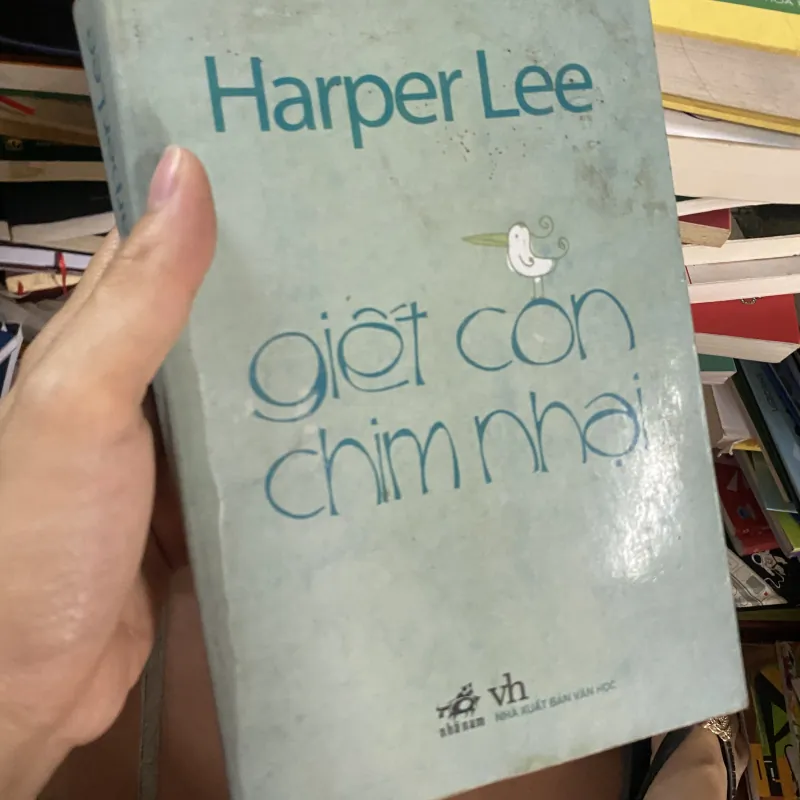 Harper Lee
giết con
chim nhại
nhã nam
vh
NHÀ XUẤT BẢN VĂN HỌC